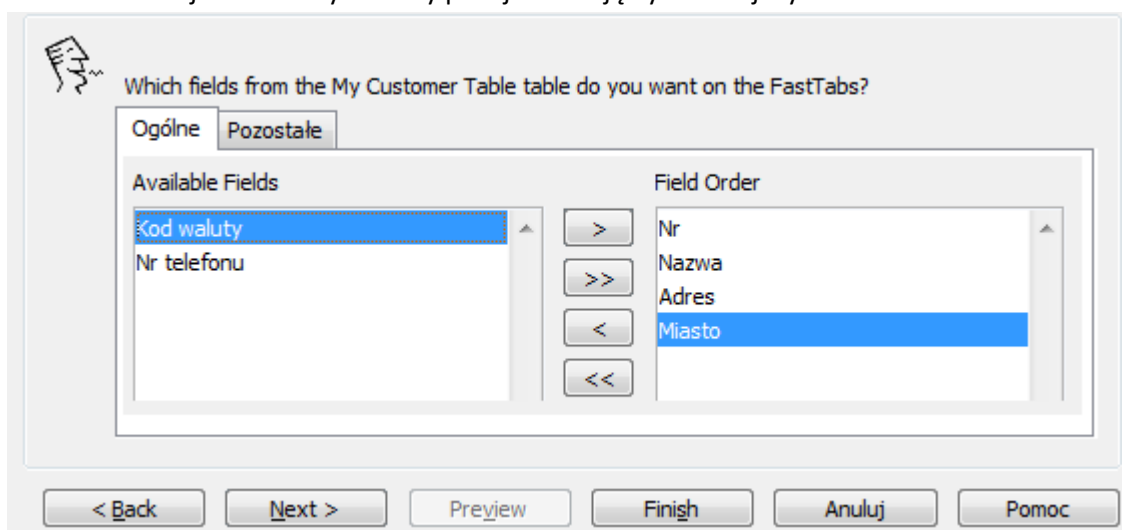 Which fields from the My Customer Table table do you want on the FastTabs?
Ogólne Pozostałe
Available Fields Field Order
Kod waluty
Nr telefonu
>
>>
<
<<
Nr
Nazwa
Adres
Miasto
< Back Next > Preview Finish Anuluj Pomoc